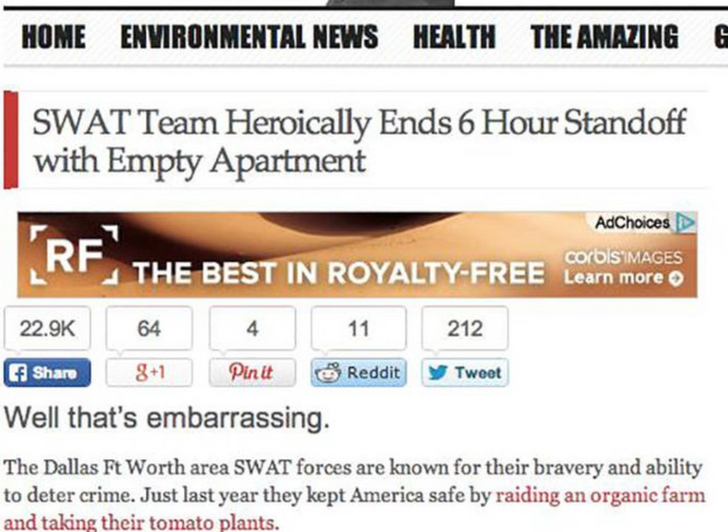 HOME ENVIRONMENTAL NEWS HEALTH THE AMAZING
SWAT Team Heroically Ends 6 Hour Standoff
with Empty Apartment
AdChoices
RF THE BEST IN ROYALTY-FREE
corbis IMAGES
Learn more
22.9K 64 4 11 212
Share g+1 Pin it Reddit Tweet
Well that's embarrassing.
The Dallas Ft Worth area SWAT forces are known for their bravery and ability
to deter crime. Just last year they kept America safe by raiding an organic farm
and taking their tomato plants.